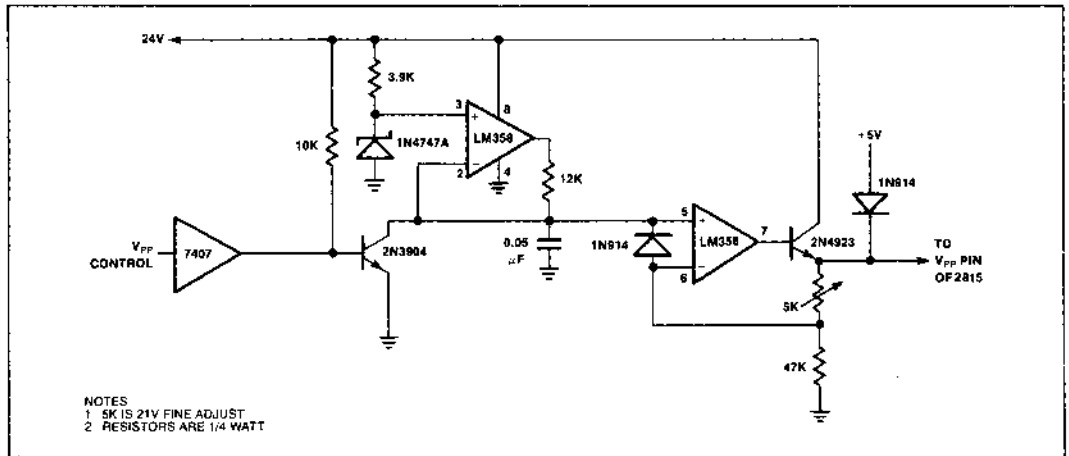 24V
3.9K
3
8
+
1N4747A
LM358
10K
2
-
4
12K
+5V
1N914
VPP
CONTROL
7407
2N3904
0.05
μF
1N914
5
+
LM358
7
-
6
2N4923
TO
VPP PIN
OF 2815
5K
47K
NOTES
1 5K IS 21V FINE ADJUST
2 RESISTORS ARE 1/4 WATT